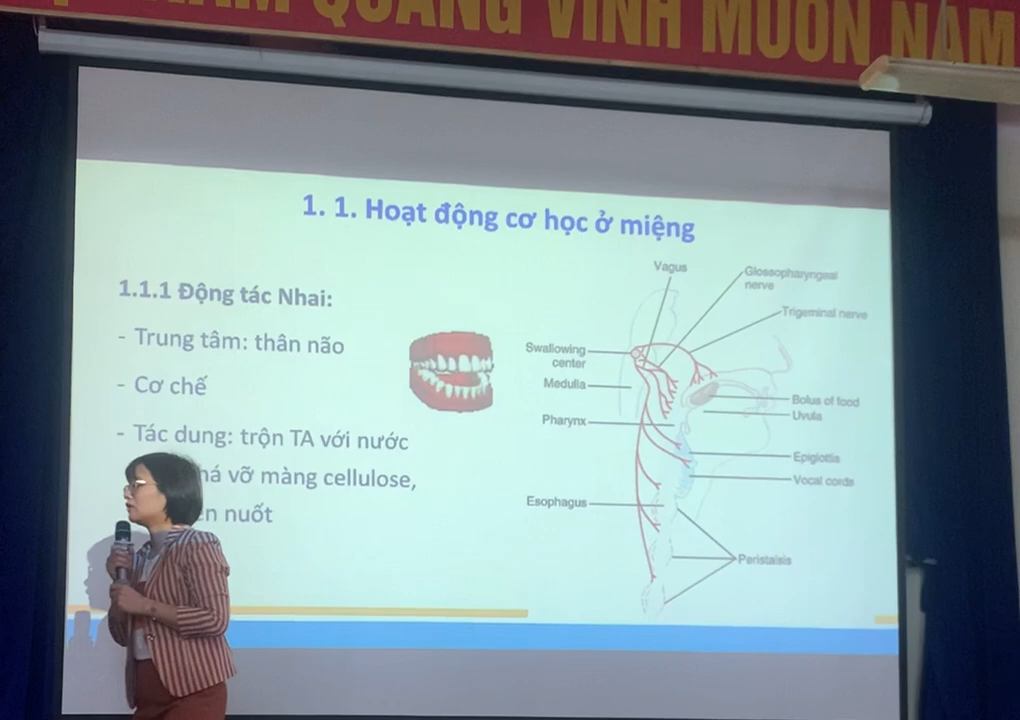 QUANG VINH MUÔN NĂM
1. 1. Hoạt động cơ học ở miệng
1.1.1 Động tác Nhai:
- Trung tâm: thân não
- Cơ chế
- Tác dung: trộn TA với nước
vỡ màng cellulose,
nuốt
Vagus
Glossopharyngeal
nerve
Trigeminal nerve
Swallowing
center
Medulla
Pharynx
Esophagus
Bolus of food
Uvula
Epiglottis
Vocal cords
Peristalsis